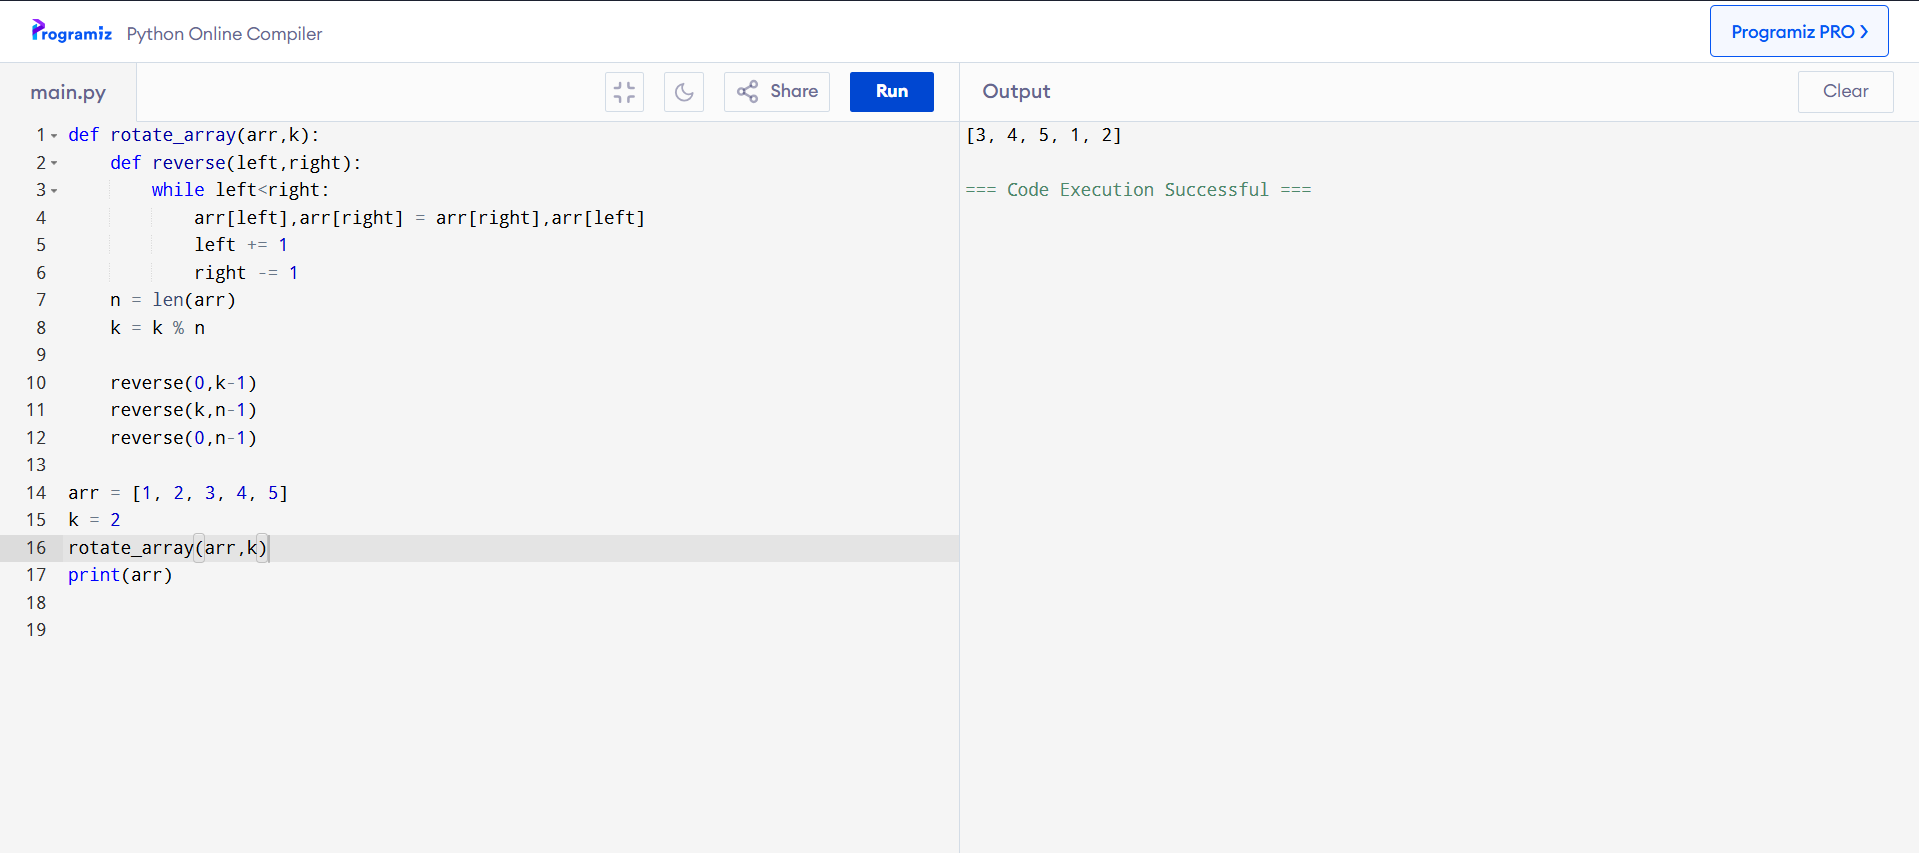 Programiz Python Online Compiler
Programiz PRO
main.py
Share
Run
Output
Clear
1 def rotate_array(arr,k):
2     def reverse(left,right):
3         while left<right:
4             arr[left],arr[right] = arr[right],arr[left]
5             left += 1
6             right -= 1
7     n = len(arr)
8     k = k % n
9
10     reverse(0,k-1)
11     reverse(k,n-1)
12     reverse(0,n-1)
13
14 arr = [1, 2, 3, 4, 5]
15 k = 2
16 rotate_array(arr,k)
17 print(arr)
18
19
[3, 4, 5, 1, 2]
=== Code Execution Successful ===